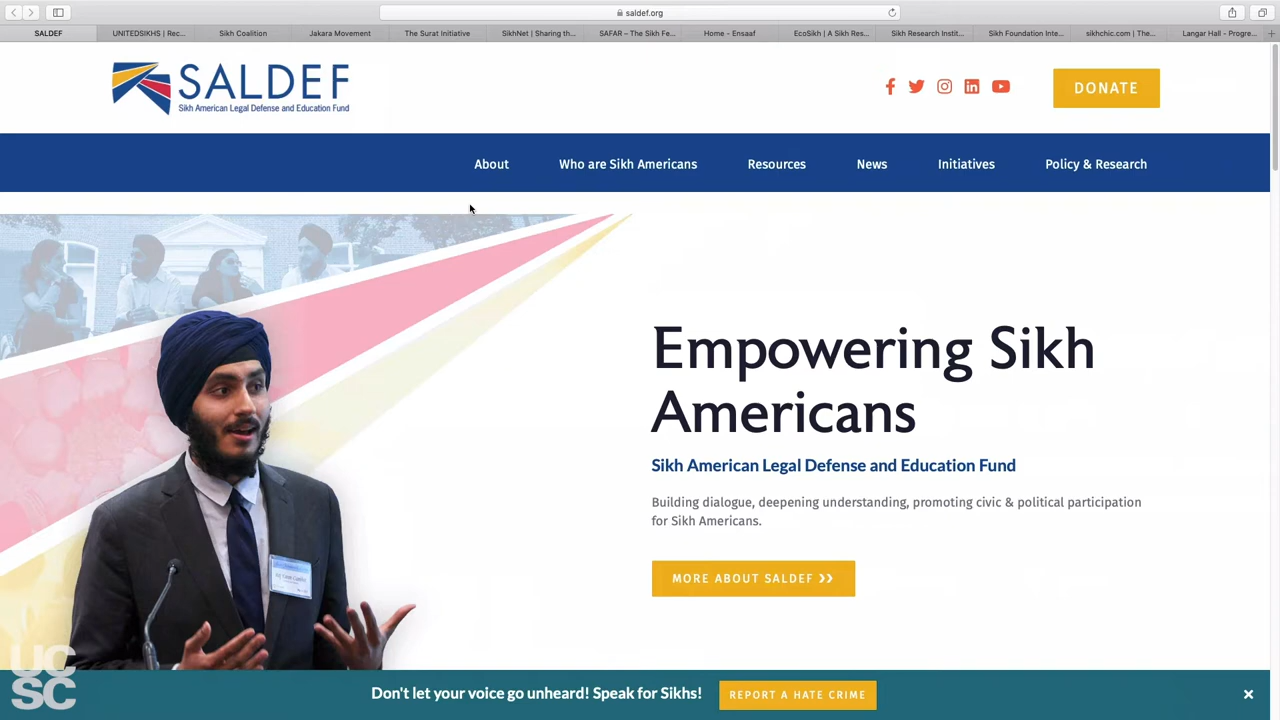 saldef.org
SALDEF
UNITEDSIKHS | Rec...
Sikh Coalition
Jakara Movement
The Surat Initiative
SikhNet | Sharing th...
SAFAR – The Sikh Fe...
Home - Ensaaf
EcoSikh | A Sikh Res...
Sikh Research Instit...
Sikh Foundation Inte...
sikhchic.com | The...
Langar Hall - Progre...
SALDEF
Sikh American Legal Defense and Education Fund
DONATE
About
Who are Sikh Americans
Resources
News
Initiatives
Policy & Research
Empowering Sikh
Americans
Sikh American Legal Defense and Education Fund
Building dialogue, deepening understanding, promoting civic & political participation
for Sikh Americans.
MORE ABOUT SALDEF
UC
SC
Don't let your voice go unheard! Speak for Sikhs!
REPORT A HATE CRIME